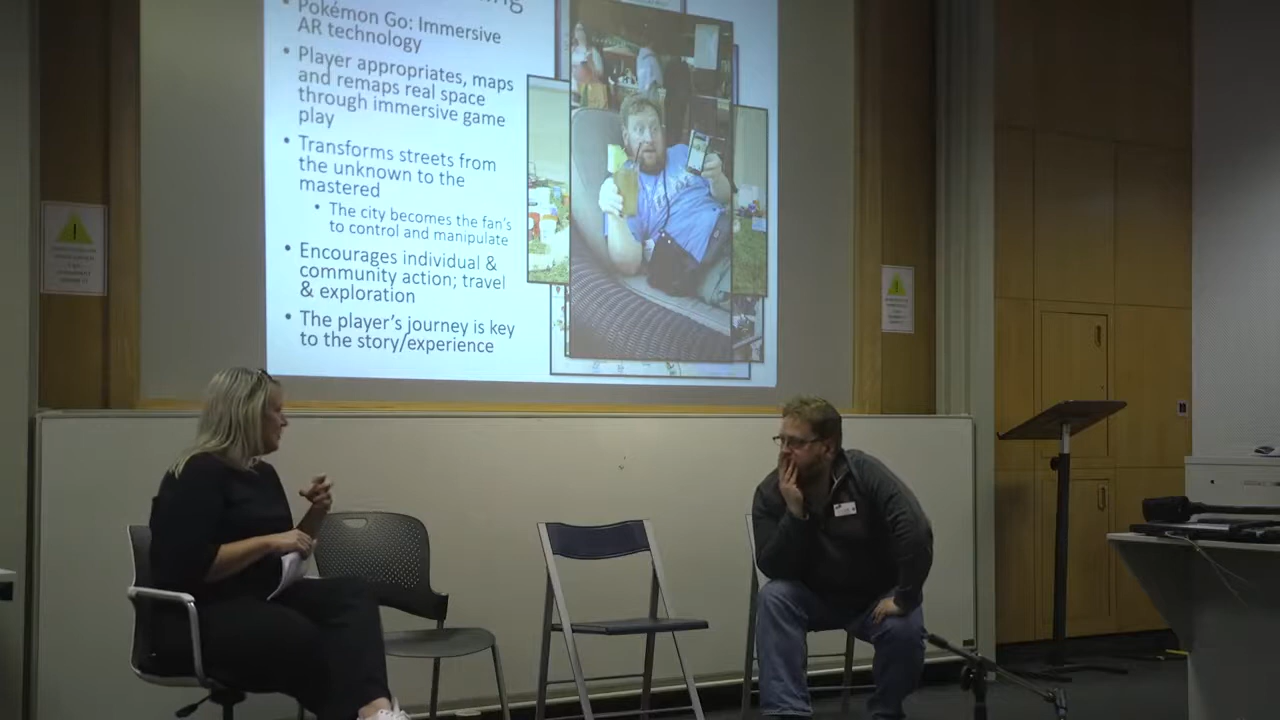 Pokémon Go: Immersive
AR technology
Player appropriates, maps
and remaps real space
through immersive game
play
Transforms streets from
the unknown to the
mastered
The city becomes the fan's
to control and manipulate
Encourages individual &
community action; travel
& exploration
The player's journey is key
to the story/experience